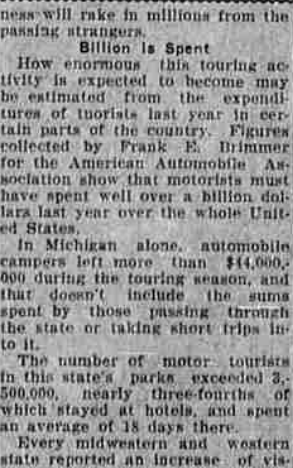 ness will rake in millions from the
passing strangers.
Billion Is Spent
How enormous this touring ac-
tivity is expected to become may
be estimated from the expendi-
tures of tuorists last year in cer-
tain parts of the country. Figures
collected by Frank E. Brimmer
for the American Automobile As-
sociation show that motorists must
have spent well over a billion dol-
lars last year over the whole Unit-
ed States.
In Michigan alone, automobile
campers left more than $44,000,-
000 during the touring season, and
that doesn't include the sums
spent by those passing through
the state or taking short trips in-
to it.
The number of motor tourists
in this state's parks exceeded 3,-
500,000, nearly three-fourths of
which stayed at hotels, and spent
an average of 18 days there.
Every midwestern and western
state reported an increase of vis-